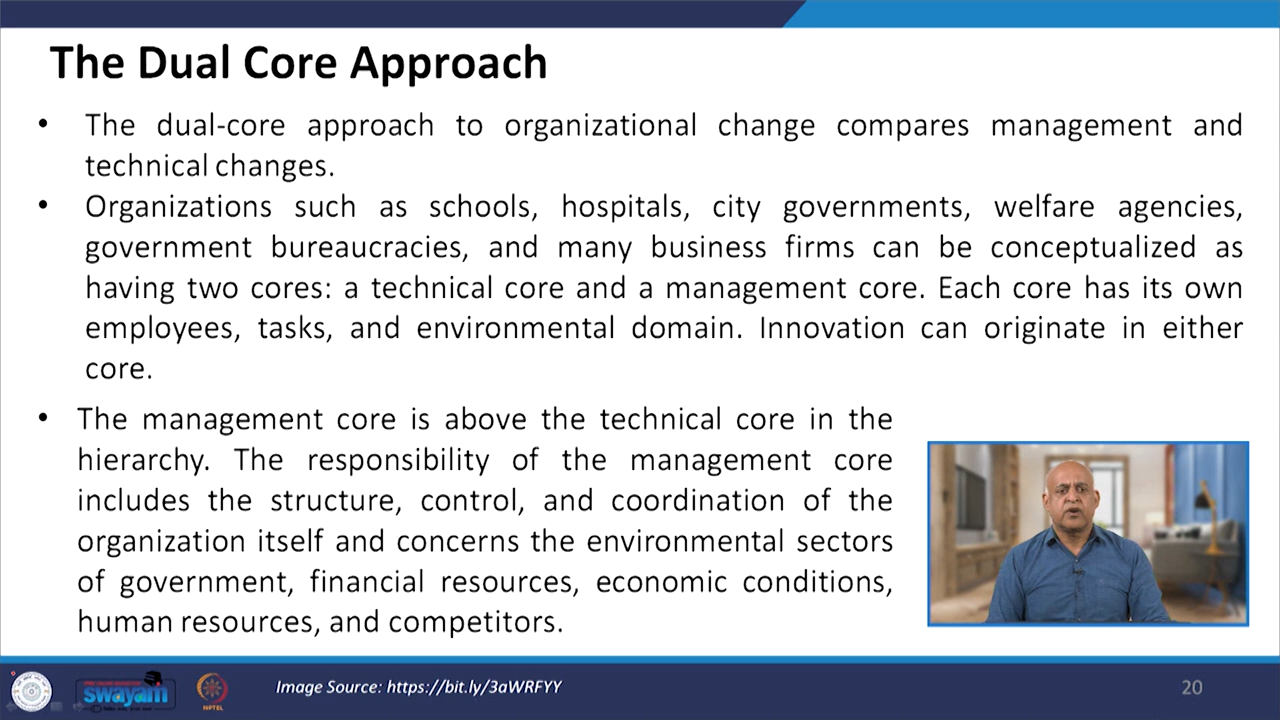 The Dual Core Approach
• The dual-core approach to organizational change compares management and
technical changes.
• Organizations such as schools, hospitals, city governments, welfare agencies,
government bureaucracies, and many business firms can be conceptualized as
having two cores: a technical core and a management core. Each core has its own
employees, tasks, and environmental domain. Innovation can originate in either
core.
• The management core is above the technical core in the
hierarchy. The responsibility of the management core
includes the structure, control, and coordination of the
organization itself and concerns the environmental sectors
of government, financial resources, economic conditions,
human resources, and competitors.
swayam
NPTEL
Image Source: https://bit.ly/3aWRFYY
20